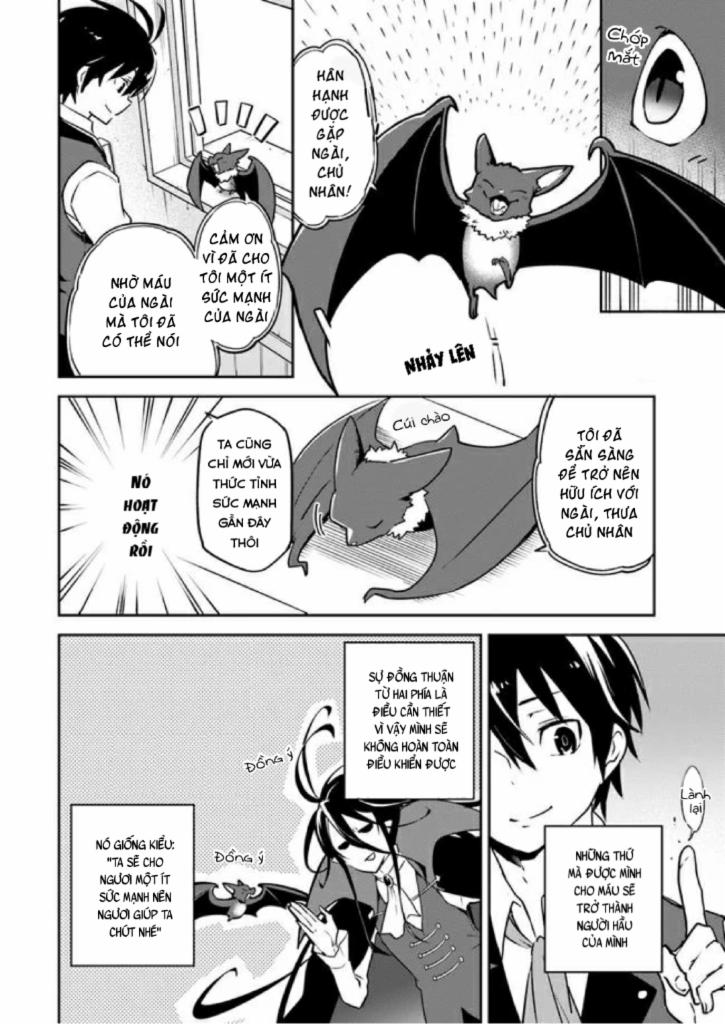 Chớp
mắt
HÂN
HẠNH
ĐƯỢC
GẶP
NGÀI,
CHỦ
NHÂN!
NHẢY LÊN
CẢM ƠN
VÌ ĐÃ CHO
TÔI MỘT ÍT
SỨC MẠNH
CỦA NGÀI
NHỜ MÁU
CỦA NGÀI
MÀ TÔI ĐÃ
CÓ THỂ NÓI
TÔI ĐÃ
SẴN SÀNG
ĐỂ TRỞ NÊN
HỮU ÍCH VỚI
NGÀI, THƯA
CHỦ NHÂN
Cúi chào
TA CŨNG
CHỈ MỚI VỪA
THỨC TỈNH
SỨC MẠNH
GẦN ĐÂY
THÔI
NÓ
HOẠT
ĐỘNG
RỒI
Lành
lại
NHỮNG THỨ
MÀ ĐƯỢC MÌNH
CHO MÁU SẼ
TRỞ THÀNH
NGƯỜI HẦU
CỦA MÌNH
SỰ ĐỒNG THUẬN
TỪ HAI PHÍA LÀ
ĐIỀU CẦN THIẾT
VÌ VẬY MÌNH SẼ
KHÔNG HOÀN TOÀN
ĐIỀU KHIỂN ĐƯỢC
Đồng ý
Đồng ý
NÓ GIỐNG KIỂU:
"TA SẼ CHO
NGƯƠI MỘT ÍT
SỨC MẠNH NÊN
NGƯƠI GIÚP TA
CHÚT NHÉ"